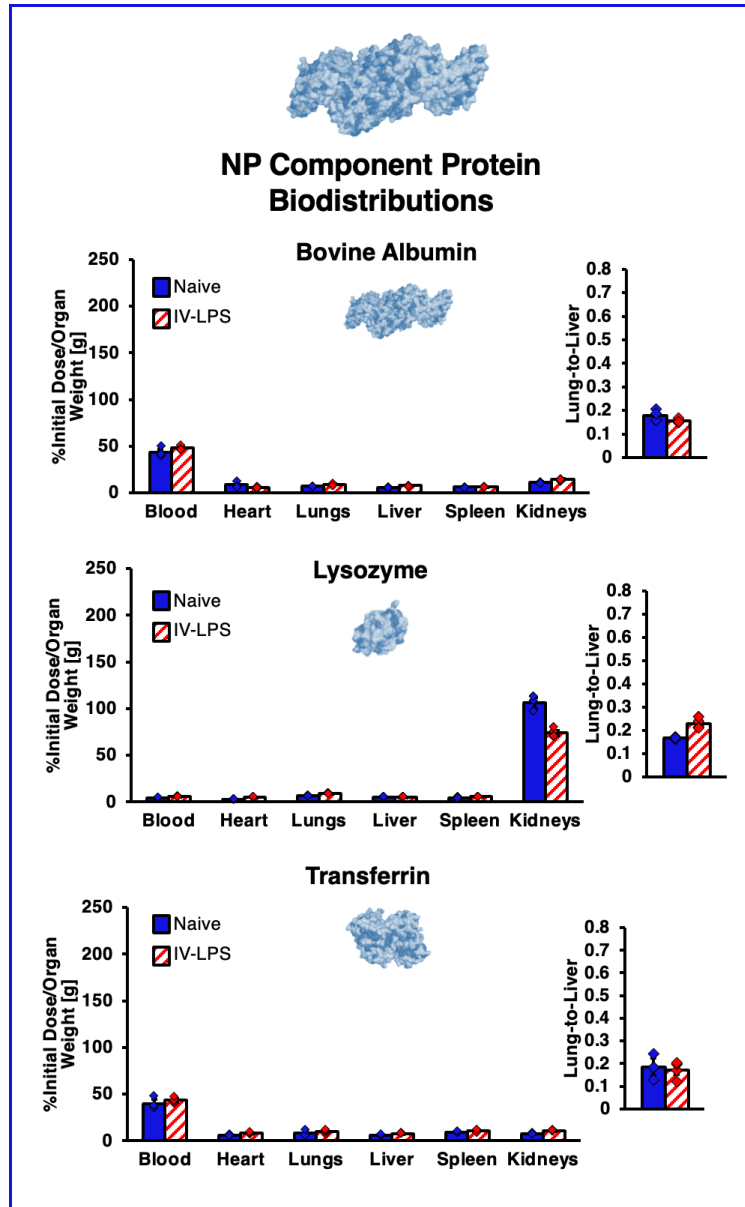 NP Component Protein
Biodistributions
Bovine Albumin
%Initial Dose/Organ
Weight [g]
250
200
150
100
50
0
Naive
IV-LPS
Blood Heart Lungs Liver Spleen Kidneys
Lung-to-Liver
0.8
0.7
0.6
0.5
0.4
0.3
0.2
0.1
0
Lysozyme
%Initial Dose/Organ
Weight [g]
250
200
150
100
50
0
Naive
IV-LPS
Blood Heart Lungs Liver Spleen Kidneys
Lung-to-Liver
0.8
0.7
0.6
0.5
0.4
0.3
0.2
0.1
0
Transferrin
%Initial Dose/Organ
Weight [g]
250
200
150
100
50
0
Naive
IV-LPS
Blood Heart Lungs Liver Spleen Kidneys
Lung-to-Liver
0.8
0.7
0.6
0.5
0.4
0.3
0.2
0.1
0